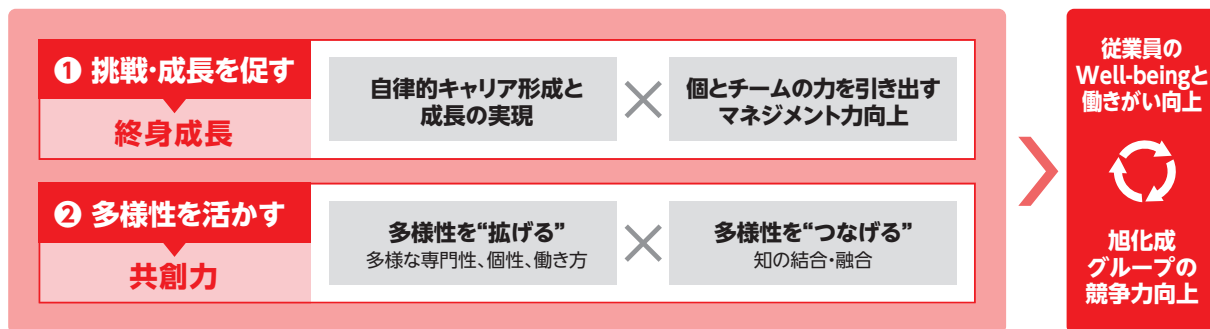 ❶ 挑戦・成長を促す
終身成長
自律的キャリア形成と
成長の実現
×
個とチームの力を引き出す
マネジメント力向上
❷ 多様性を活かす
共創力
多様性を“拡げる”
多様な専門性、個性、働き方
×
多様性を“つなげる”
知の結合・融合
従業員の
Well-beingと
働きがい向上
旭化成
グループの
競争力向上